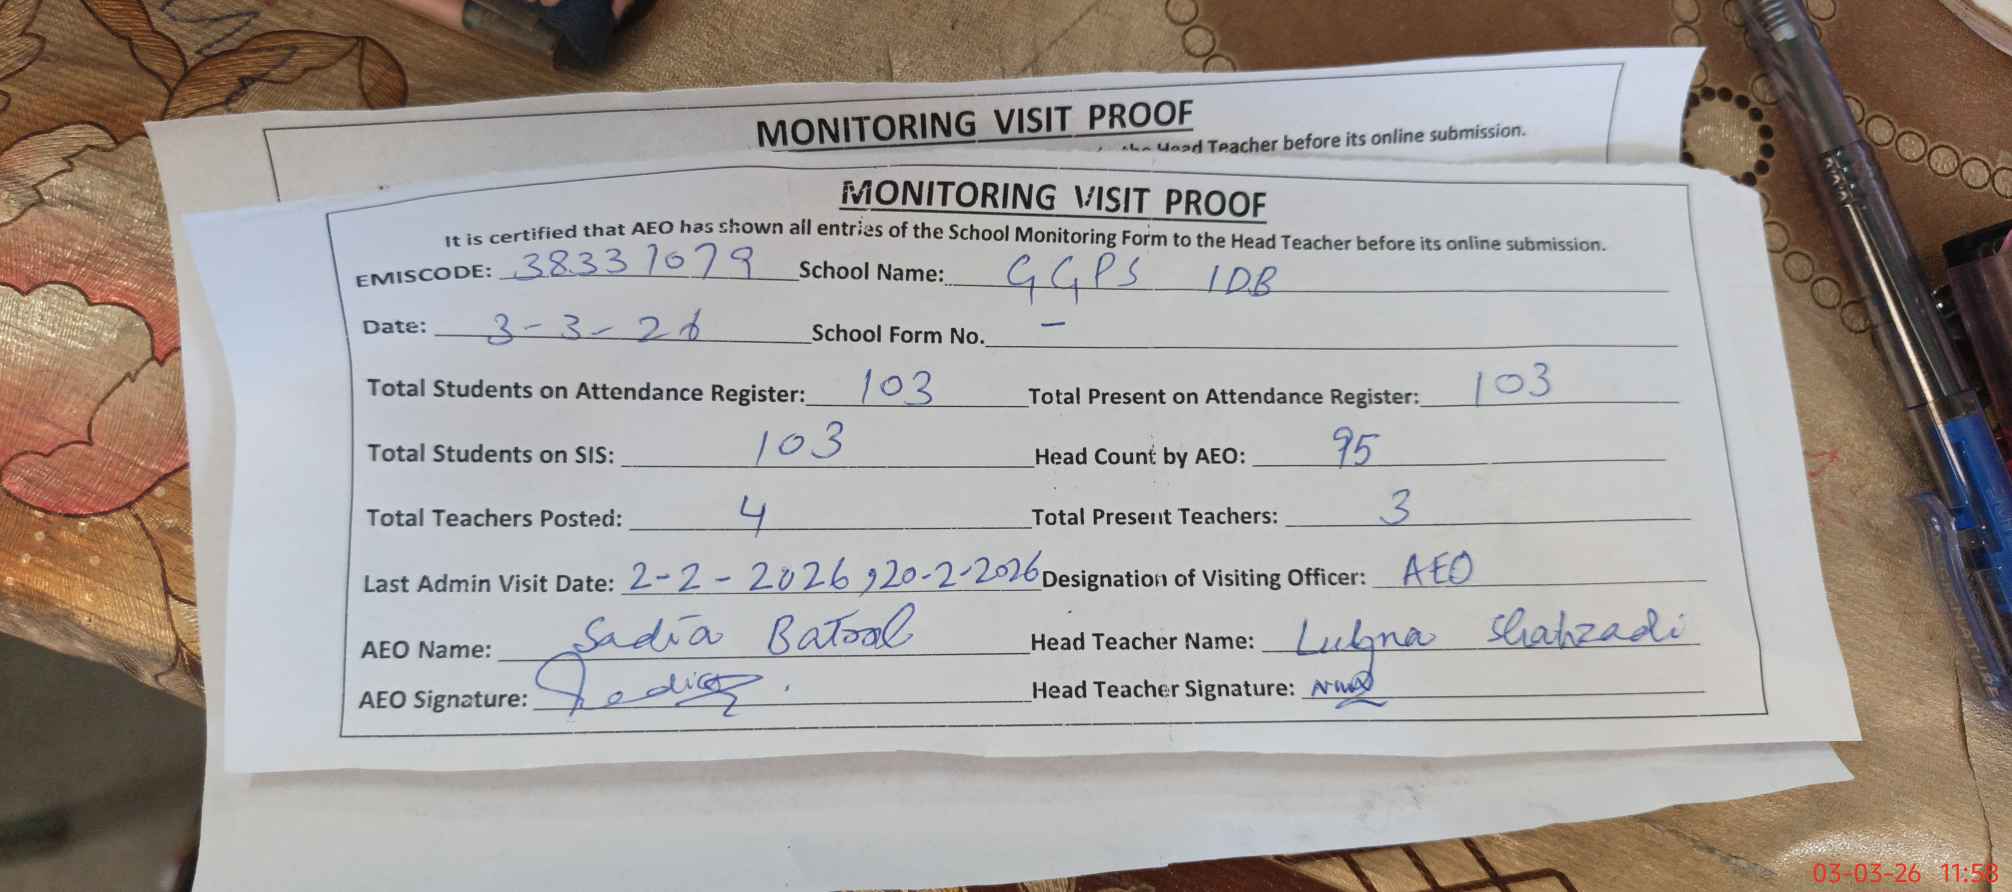 MONITORING VISIT PROOF
Head Teacher before its online submission.
MONITORING VISIT PROOF
It is certified that AEO has shown all entries of the School Monitoring Form to the Head Teacher before its online submission.
EMISCODE: 38331079 School Name: GGPS 1DB
Date: 3-3-26 School Form No. -
Total Students on Attendance Register: 103 Total Present on Attendance Register: 103
Total Students on SIS: 103 Head Count by AEO: 95
Total Teachers Posted: 4 Total Present Teachers: 3
Last Admin Visit Date: 2-2-2026, 20-2-2026 Designation of Visiting Officer: AEO
AEO Name: Sadia Batool Head Teacher Name: Lubna Shahzadi
AEO Signature: Head Teacher Signature:
03-03-26 11:58